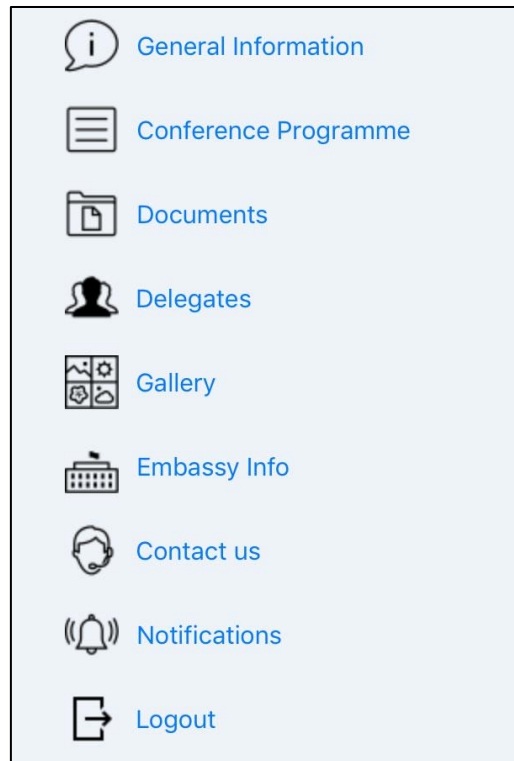 General Information
Conference Programme
Documents
Delegates
Gallery
Embassy Info
Contact us
Notifications
Logout